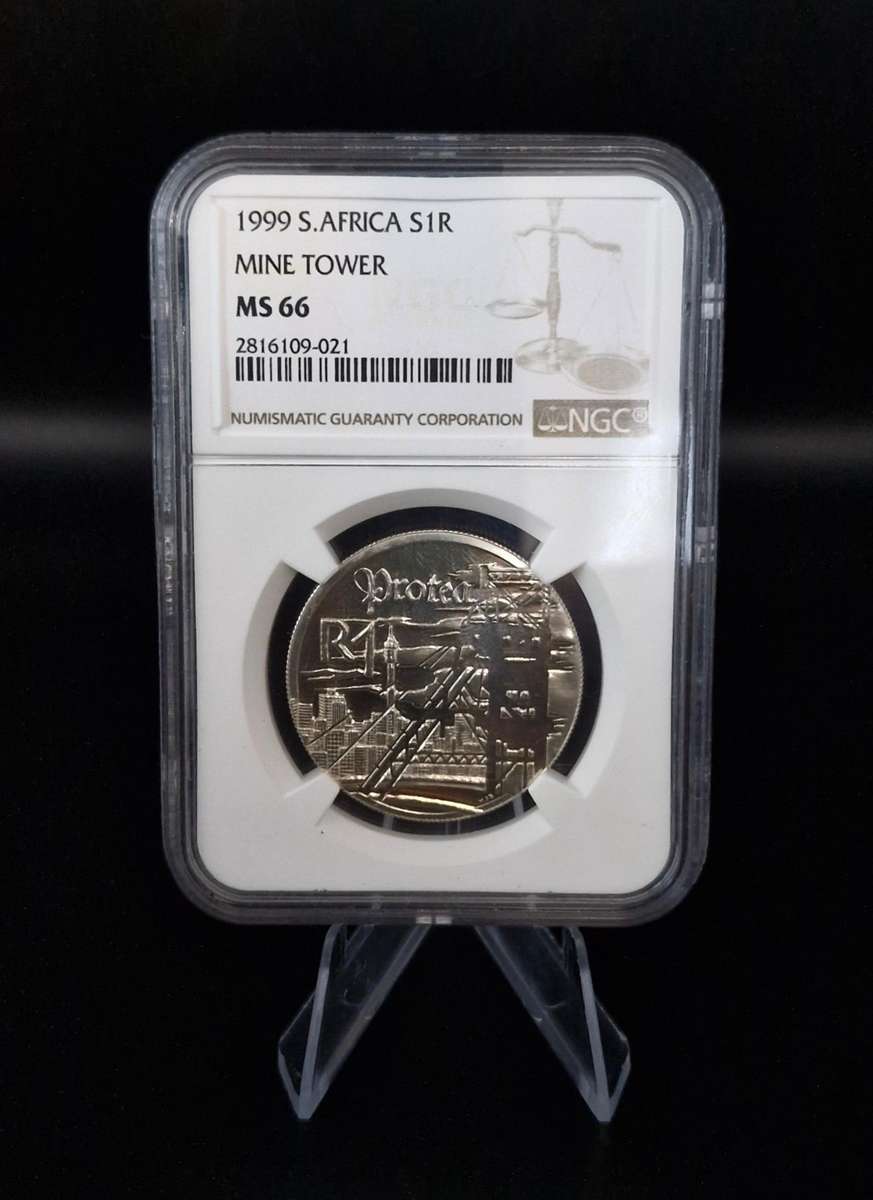 1999 S.AFRICA S1R
MINE TOWER
MS 66
2816109-021
NUMISMATIC GUARANTY CORPORATION NGC®
Protea
R1